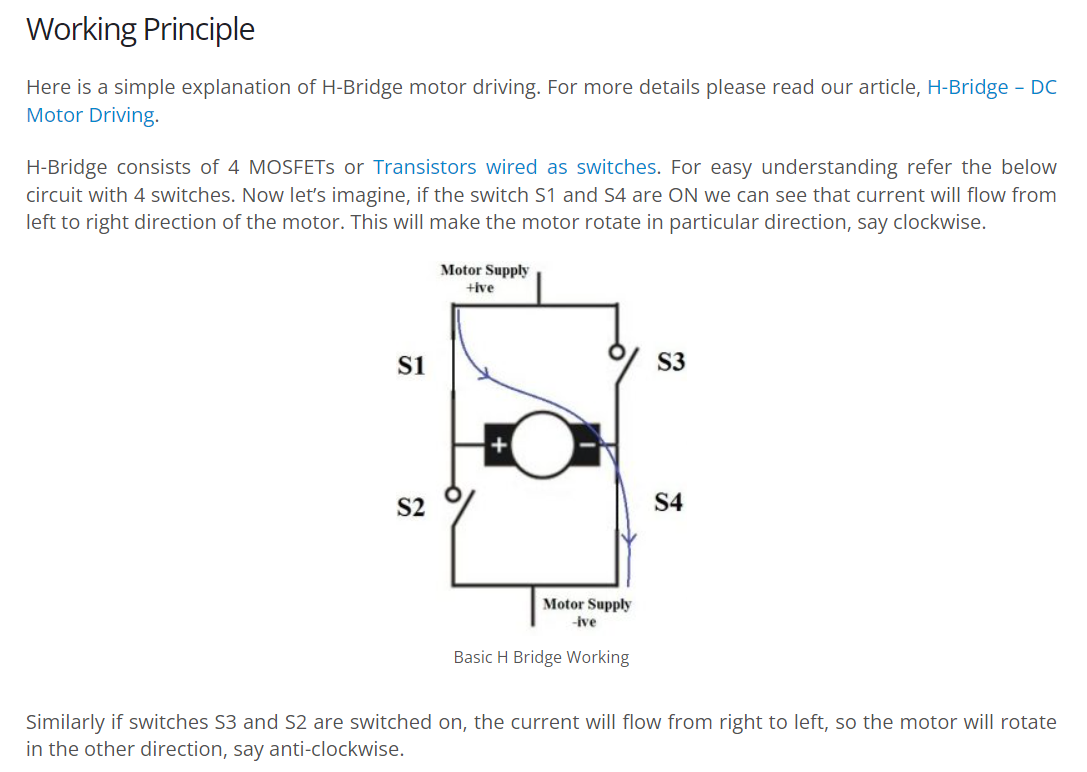 Working Principle
Here is a simple explanation of H-Bridge motor driving. For more details please read our article, H-Bridge – DC
Motor Driving.
H-Bridge consists of 4 MOSFETs or Transistors wired as switches. For easy understanding refer the below
circuit with 4 switches. Now let’s imagine, if the switch S1 and S4 are ON we can see that current will flow from
left to right direction of the motor. This will make the motor rotate in particular direction, say clockwise.
Motor Supply
+ive
S1
S3
+
−
S2
S4
Motor Supply
-ive
Basic H Bridge Working
Similarly if switches S3 and S2 are switched on, the current will flow from right to left, so the motor will rotate
in the other direction, say anti-clockwise.